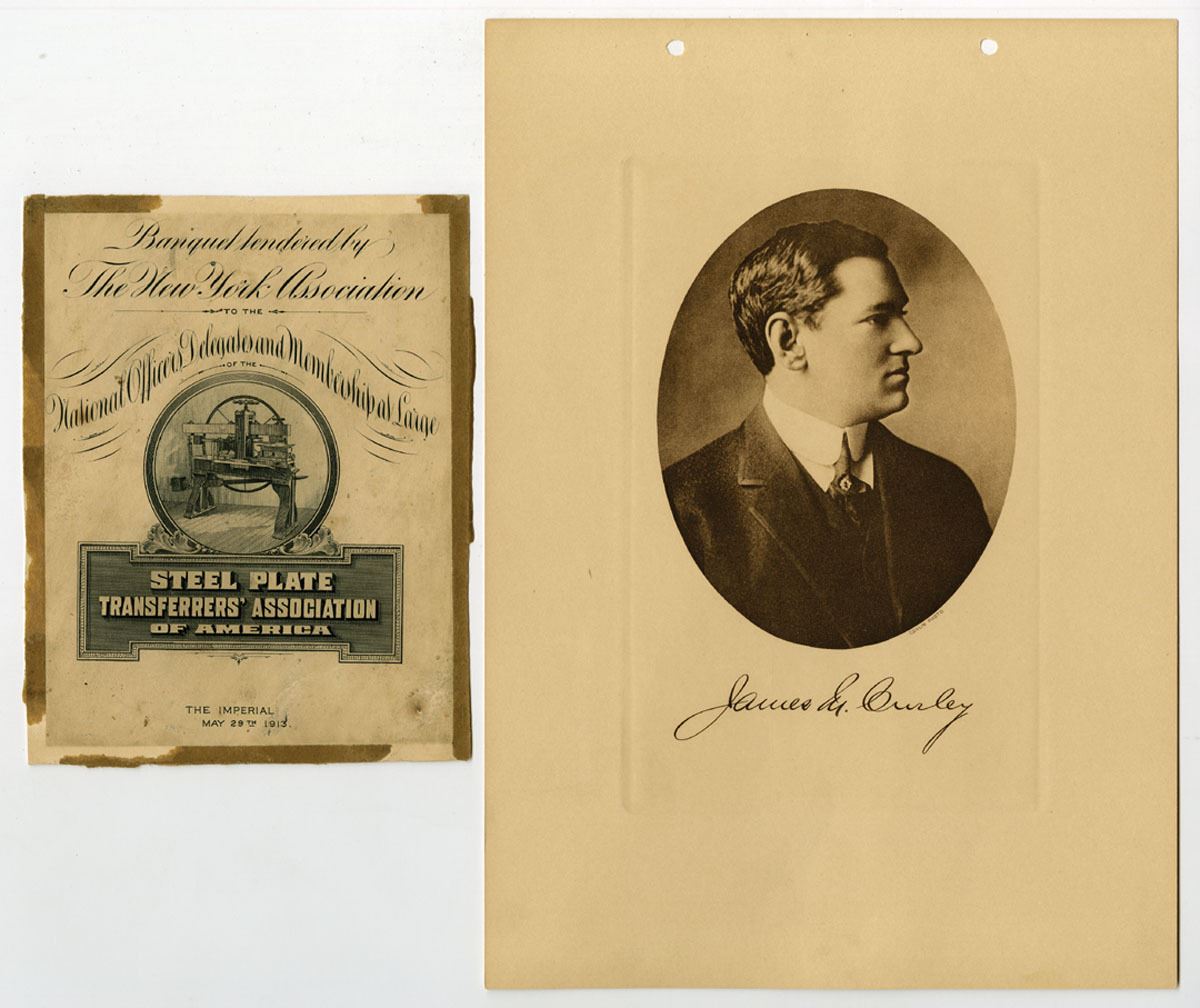 Banquet tendered by
The New York Association
TO THE
National Officers, Delegates and Membership at Large
OF THE
STEEL PLATE
TRANSFERRERS' ASSOCIATION
OF AMERICA
THE IMPERIAL
MAY 29TH 1913.
James M. Curley